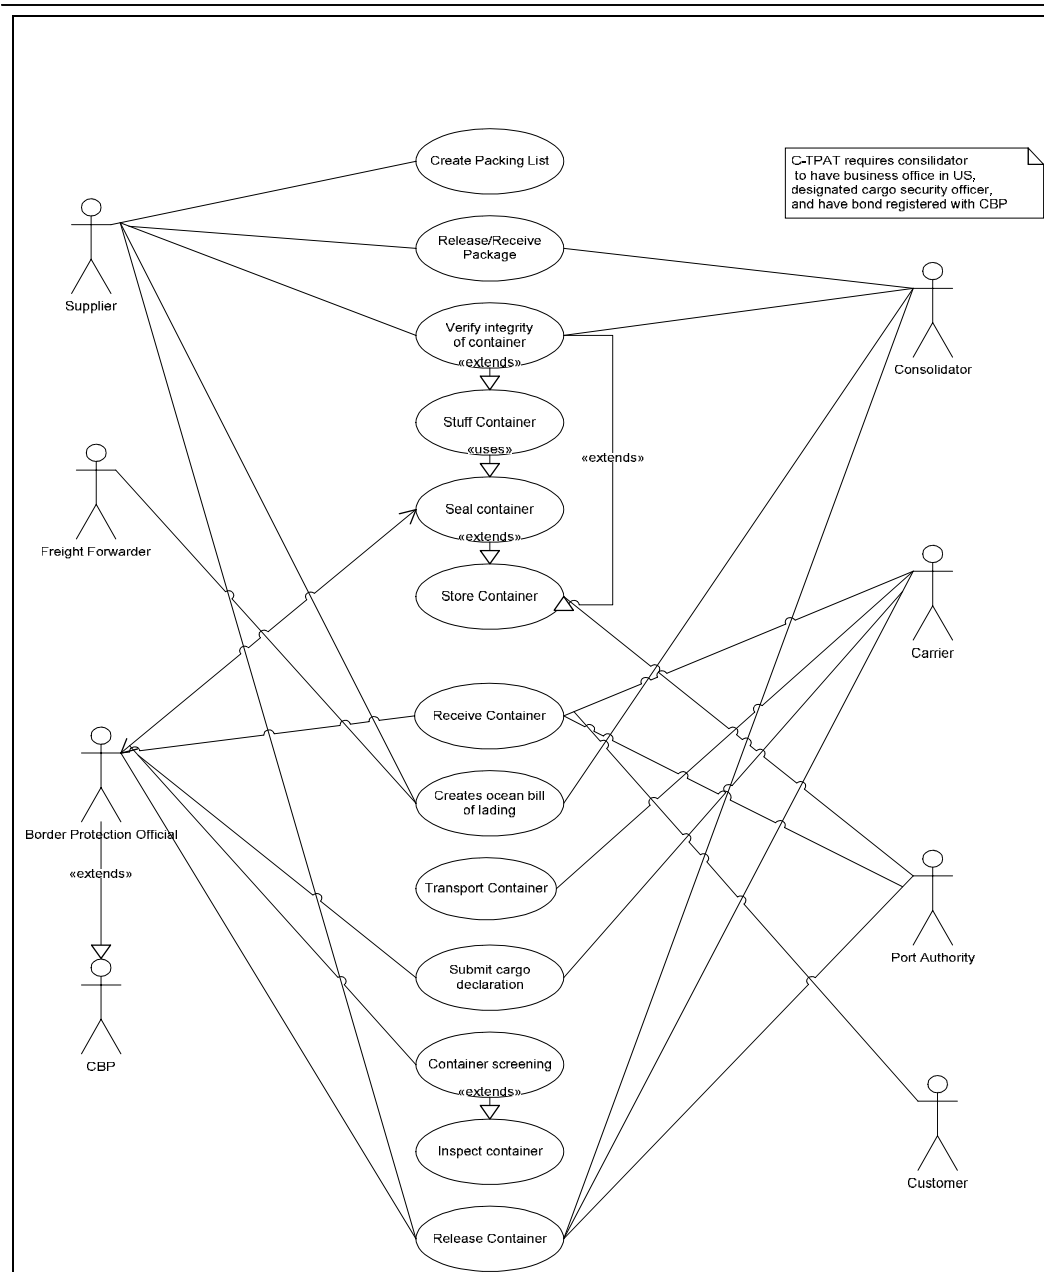 Create Packing List
C-TPAT requires consilidator
to have business office in US,
designated cargo security officer,
and have bond registered with CBP
Release/Receive
Package
Supplier
Verify integrity
of container
«extends»
Consolidator
Stuff Container
«uses»
«extends»
Seal container
«extends»
Freight Forwarder
Store Container
Carrier
Receive Container
Creates ocean bill
of lading
Border Protection Official
«extends»
Transport Container
Port Authority
Submit cargo
declaration
Container screening
«extends»
CBP
Inspect container
Customer
Release Container